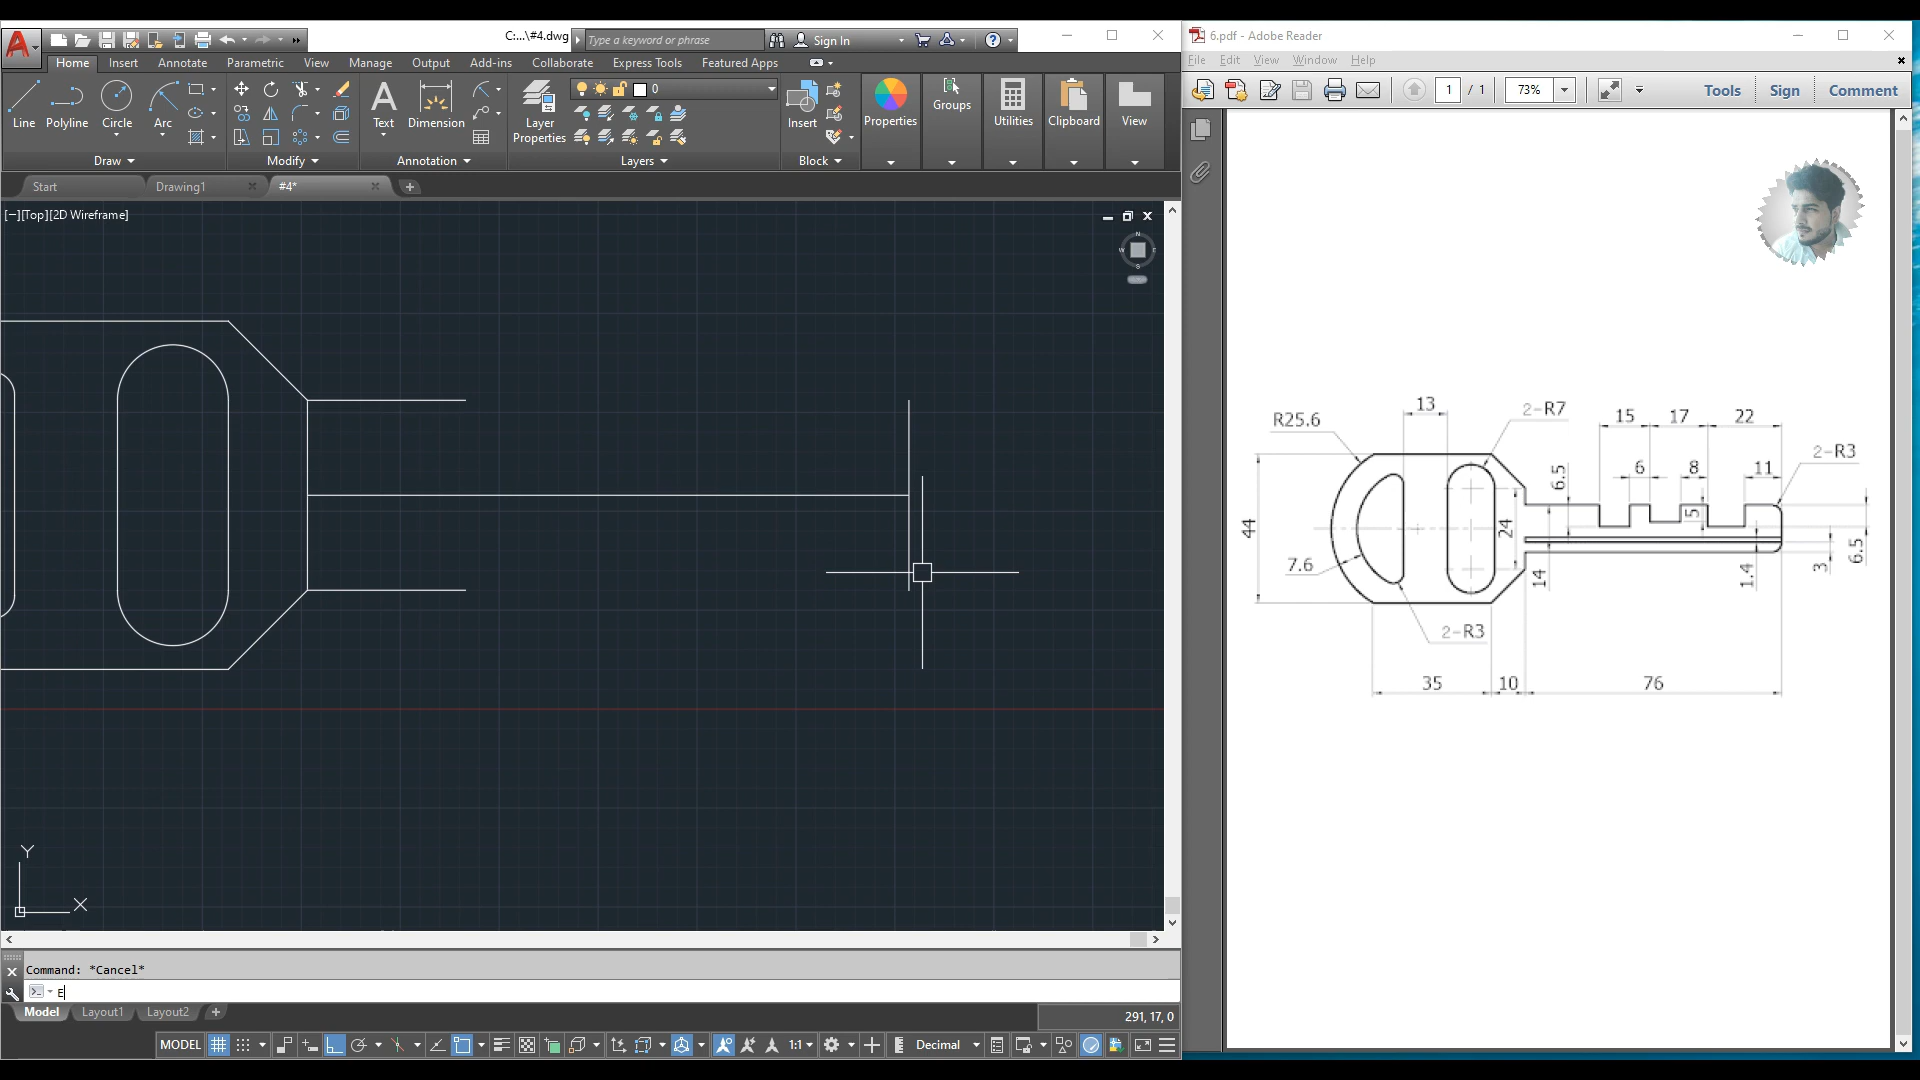 C:...\#4.dwg
Type a keyword or phrase
Sign In
Home Insert Annotate Parametric View Manage Output Add-ins Collaborate Express Tools Featured Apps
Line Polyline Circle Arc
Text Dimension
Layer Properties
0
Insert
Properties Groups Utilities Clipboard View
Draw Modify Annotation Layers Block
Start Drawing1 #4*
[−][Top][2D Wireframe]
N
W
S
Y
X
Command: *Cancel*
E
Model Layout1 Layout2
291, 17, 0
MODEL
1:1
Decimal
6.pdf - Adobe Reader
File Edit View Window Help
1 / 1
73%
Tools Sign Comment
R25.6
13
2-R7
15 17 22
2-R3
6.5
6 8 11
5
44
24
7.6
14
1.4
3
6.5
2-R3
35 10 76